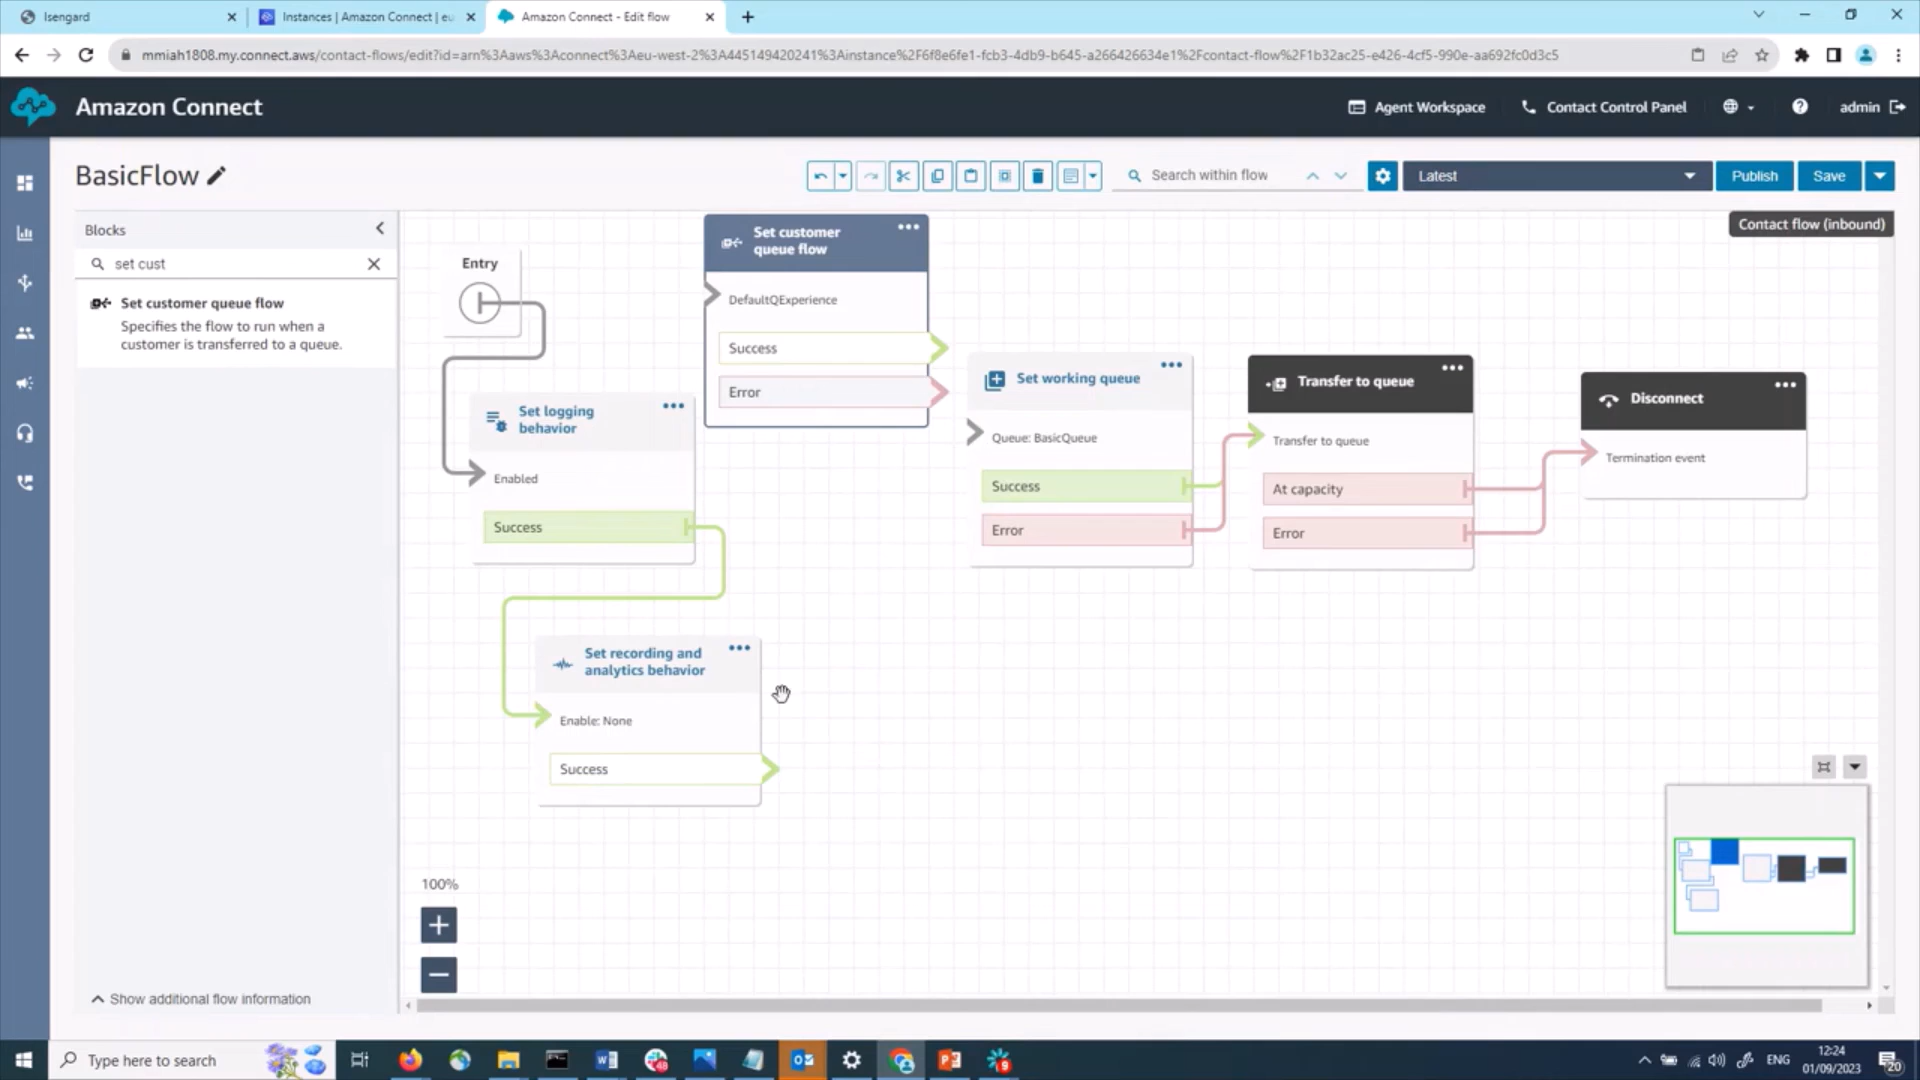 Isengard
Instances | Amazon Connect | eu
Amazon Connect - Edit flow
mmiah1808.my.connect.aws/contact-flows/edit?id=arn%3Aaws%3Aconnect%3Aeu-west-2%3A445149420241%3Ainstance%2F6f8e6fe1-fcb3-4db9-b645-a266426634e1%2Fcontact-flow%2F1b32ac25-e426-4cf5-990e-aa692fc0d3c5
Amazon Connect
Agent Workspace
Contact Control Panel
admin
BasicFlow
Search within flow
Latest
Publish
Save
Contact flow (inbound)
Blocks
set cust
Set customer queue flow
Specifies the flow to run when a
customer is transferred to a queue.
Entry
Set customer
queue flow
DefaultQExperience
Success
Error
Set logging
behavior
Enabled
Success
Set working queue
Queue: BasicQueue
Success
Error
Transfer to queue
Transfer to queue
At capacity
Error
Disconnect
Termination event
Set recording and
analytics behavior
Enable: None
Success
100%
Show additional flow information
Type here to search
48
9
ENG
12:24
01/09/2023
20